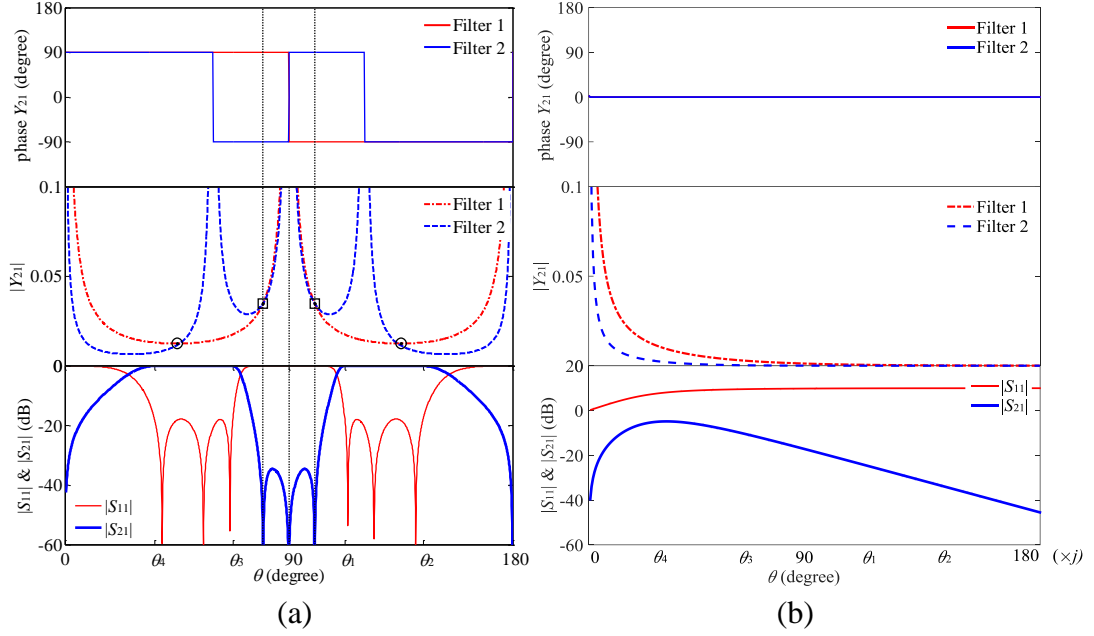 180
90
0
-90
phase Y21 (degree)
Filter 1
Filter 2
0.1
0.05
0
|Y21|
Filter 1
Filter 2
-20
-40
-60
|S11| & |S21| (dB)
|S11|
|S21|
0 θ4 θ3 90 θ1 θ2 180
θ (degree)
(a)
180
90
0
-90
phase Y21 (degree)
Filter 1
Filter 2
0.1
0.05
|Y21|
Filter 1
Filter 2
20
0
-20
-40
-60
|S11| & |S21| (dB)
|S11|
|S21|
0 θ4 θ3 90 θ1 θ2 180 (×j)
θ (degree)
(b)